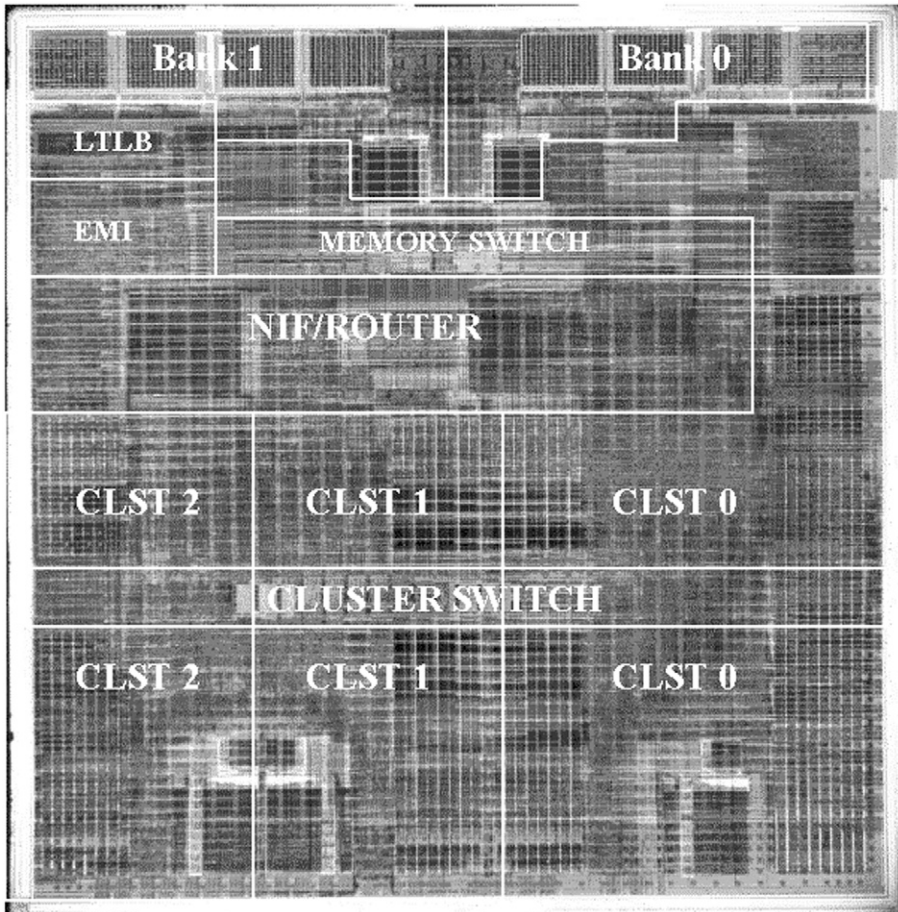 Bank 1
Bank 0
LTLB
EMI
MEMORY SWITCH
NIF/ROUTER
CLST 2
CLST 1
CLST 0
CLUSTER SWITCH
CLST 2
CLST 1
CLST 0